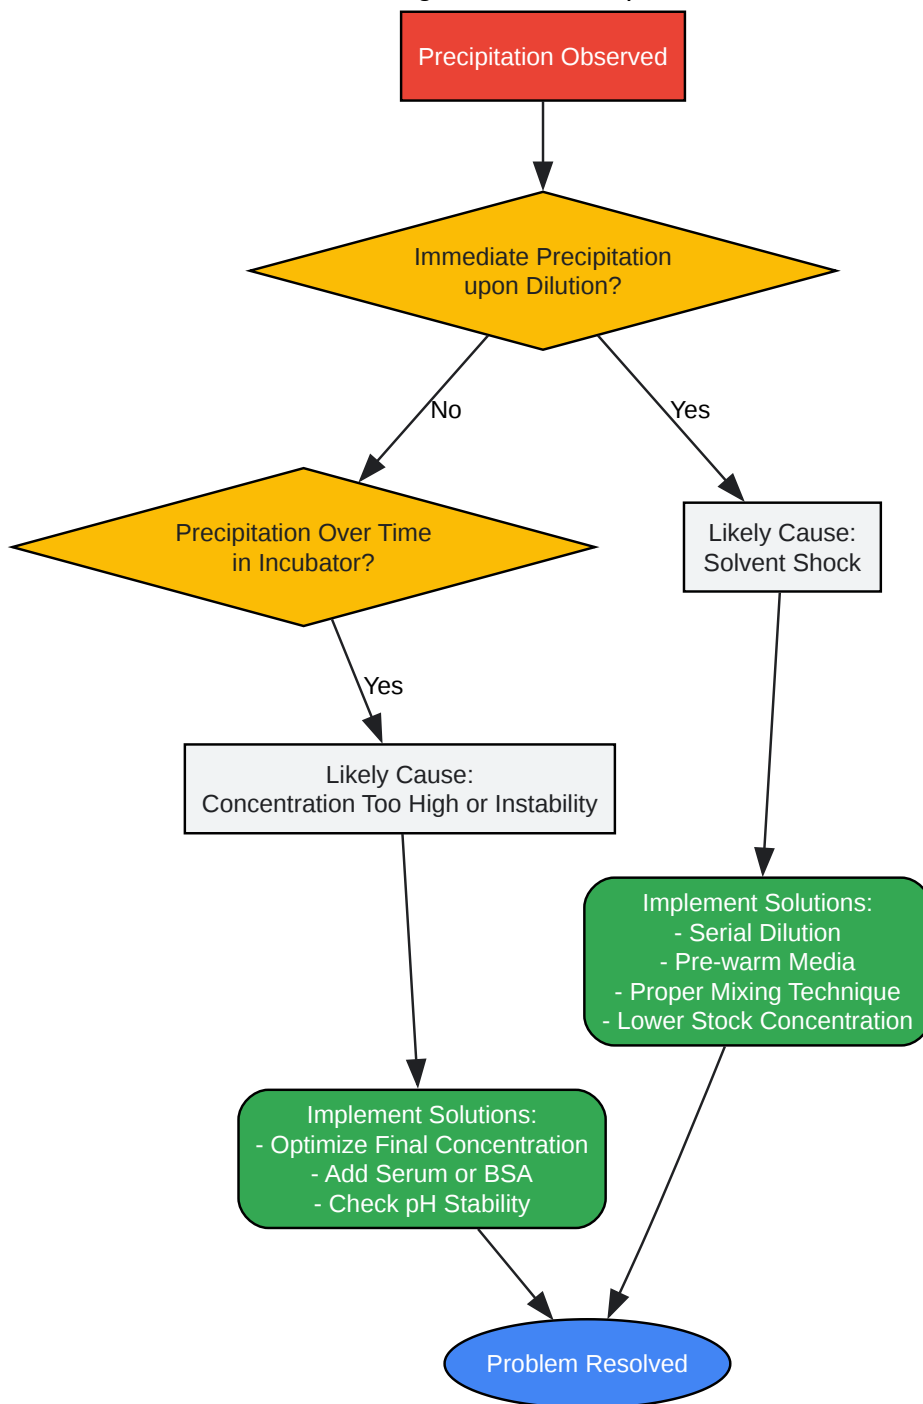 Precipitation Observed
Immediate Precipitation
upon Dilution?
No
Yes
Precipitation Over Time
in Incubator?
Likely Cause:
Solvent Shock
Yes
Likely Cause:
Concentration Too High or Instability
Implement Solutions:
- Serial Dilution
- Pre-warm Media
- Proper Mixing Technique
- Lower Stock Concentration
Implement Solutions:
- Optimize Final Concentration
- Add Serum or BSA
- Check pH Stability
Problem Resolved